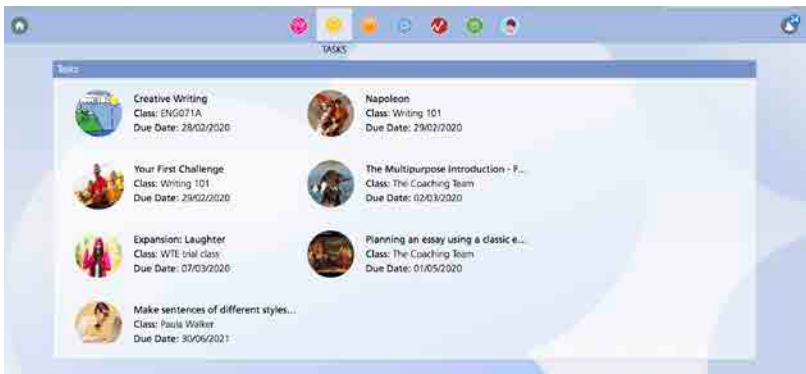 TASKS
Tasks
Creative Writing
Class: ENG071A
Due Date: 28/02/2020
Napoleon
Class: Writing 101
Due Date: 29/02/2020
Your First Challenge
Class: Writing 101
Due Date: 29/02/2020
The Multipurpose Introduction - F...
Class: The Coaching Team
Due Date: 02/03/2020
Expansion: Laughter
Class: WTE trial class
Due Date: 07/03/2020
Planning an essay using a classic e...
Class: The Coaching Team
Due Date: 01/05/2020
Make sentences of different styles...
Class: Paula Walker
Due Date: 30/06/2021